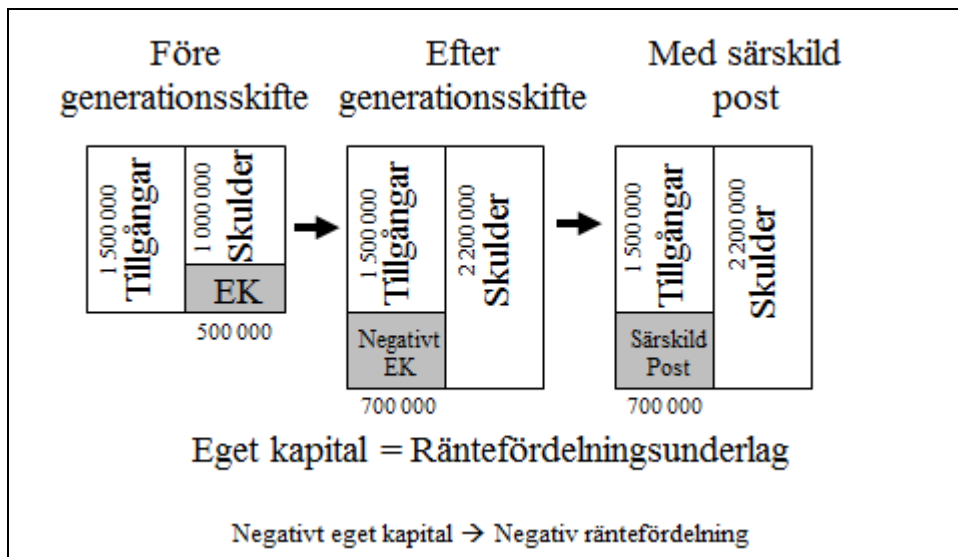 Före
generationsskifte
1 500 000
Tillgångar
1 000 000
Skulder
EK
500 000
Efter
generationsskifte
1 500 000
Tillgångar
Negativt
EK
2 200 000
Skulder
700 000
Med särskild
post
1 500 000
Tillgångar
Särskild
Post
2 200 000
Skulder
700 000
Eget kapital = Räntefördelningsunderlag
Negativt eget kapital → Negativ räntefördelning